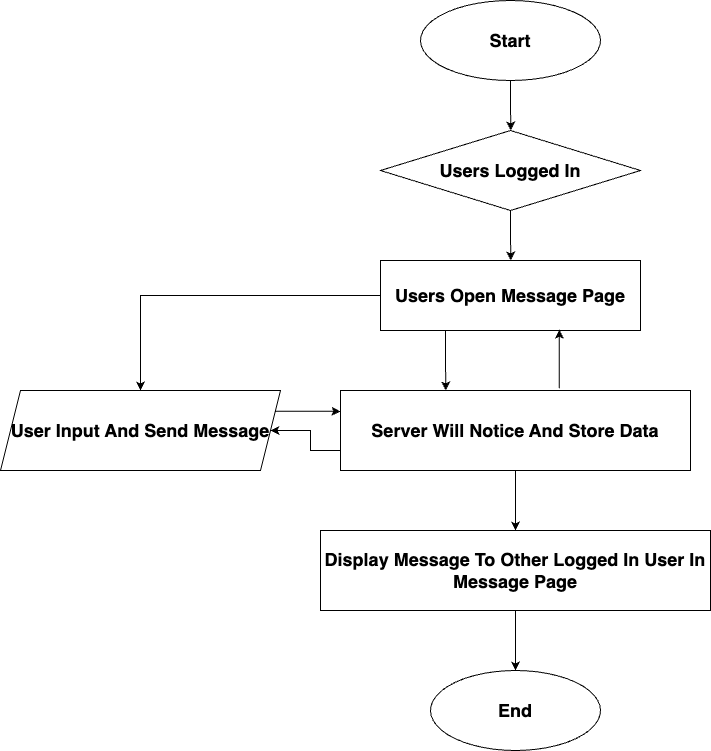 Start
Users Logged In
Users Open Message Page
User Input And Send Message
Server Will Notice And Store Data
Display Message To Other Logged In User In
Message Page
End